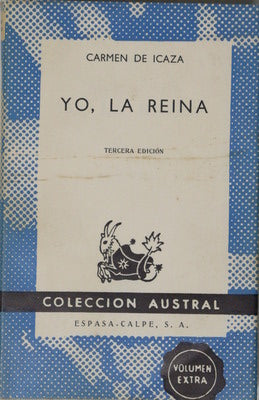 CARMEN DE ICAZA
YO, LA REINA
TERCERA EDICIÓN
COLECCION AUSTRAL
ESPASA-CALPE, S. A.
VOLUMEN
EXTRA